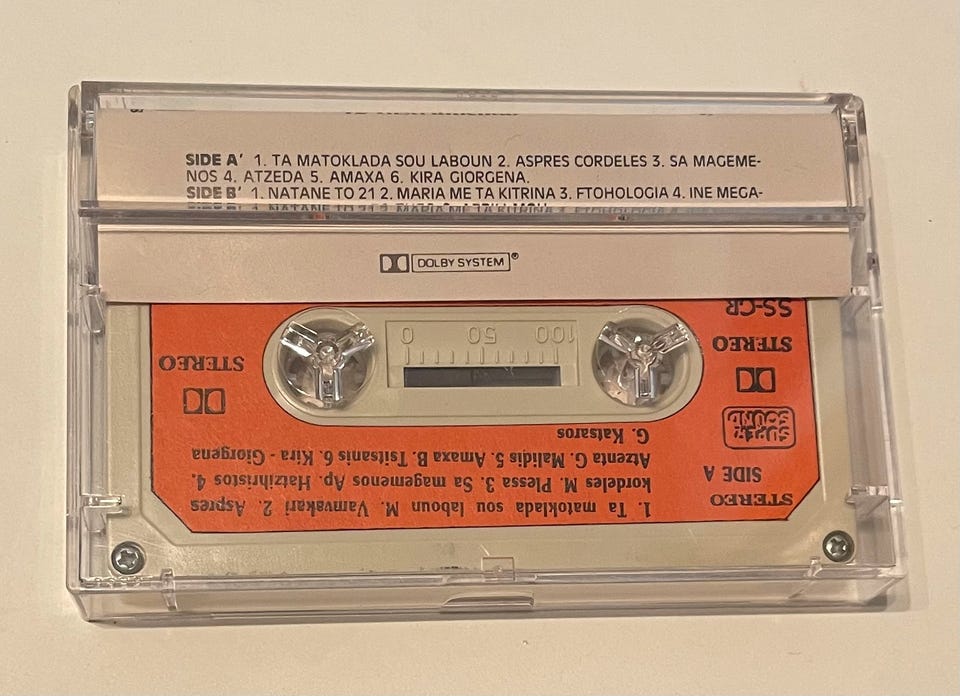 SIDE A' 1. TA MATOKLADA SOU LABOUN 2. ASPRES CORDELES 3. SA MAGEME-
NOS 4. ATZEDA 5. AMAXA 6. KIRA GIORGENA.
SIDE B' 1. NATANE TO 21 2. MARIA ME TA KITRINA 3. FTOHOLOGIA 4. INE MEGA-
DOLBY SYSTEM®
SS-GR
STEREO
STEREO
0 50 100
SUPER
SOUND
SIDE A
STEREO
1. Ta matoklada sou laboun M. Vamvakari 2. Aspres
kordeles M. Plessa 3. Sa magemenos Ap. Hatzihristos 4.
Atzenta G. Malidis 5. Amaxa B. Tsitsanis 6. Kira - Giorgena
G. Katsaros